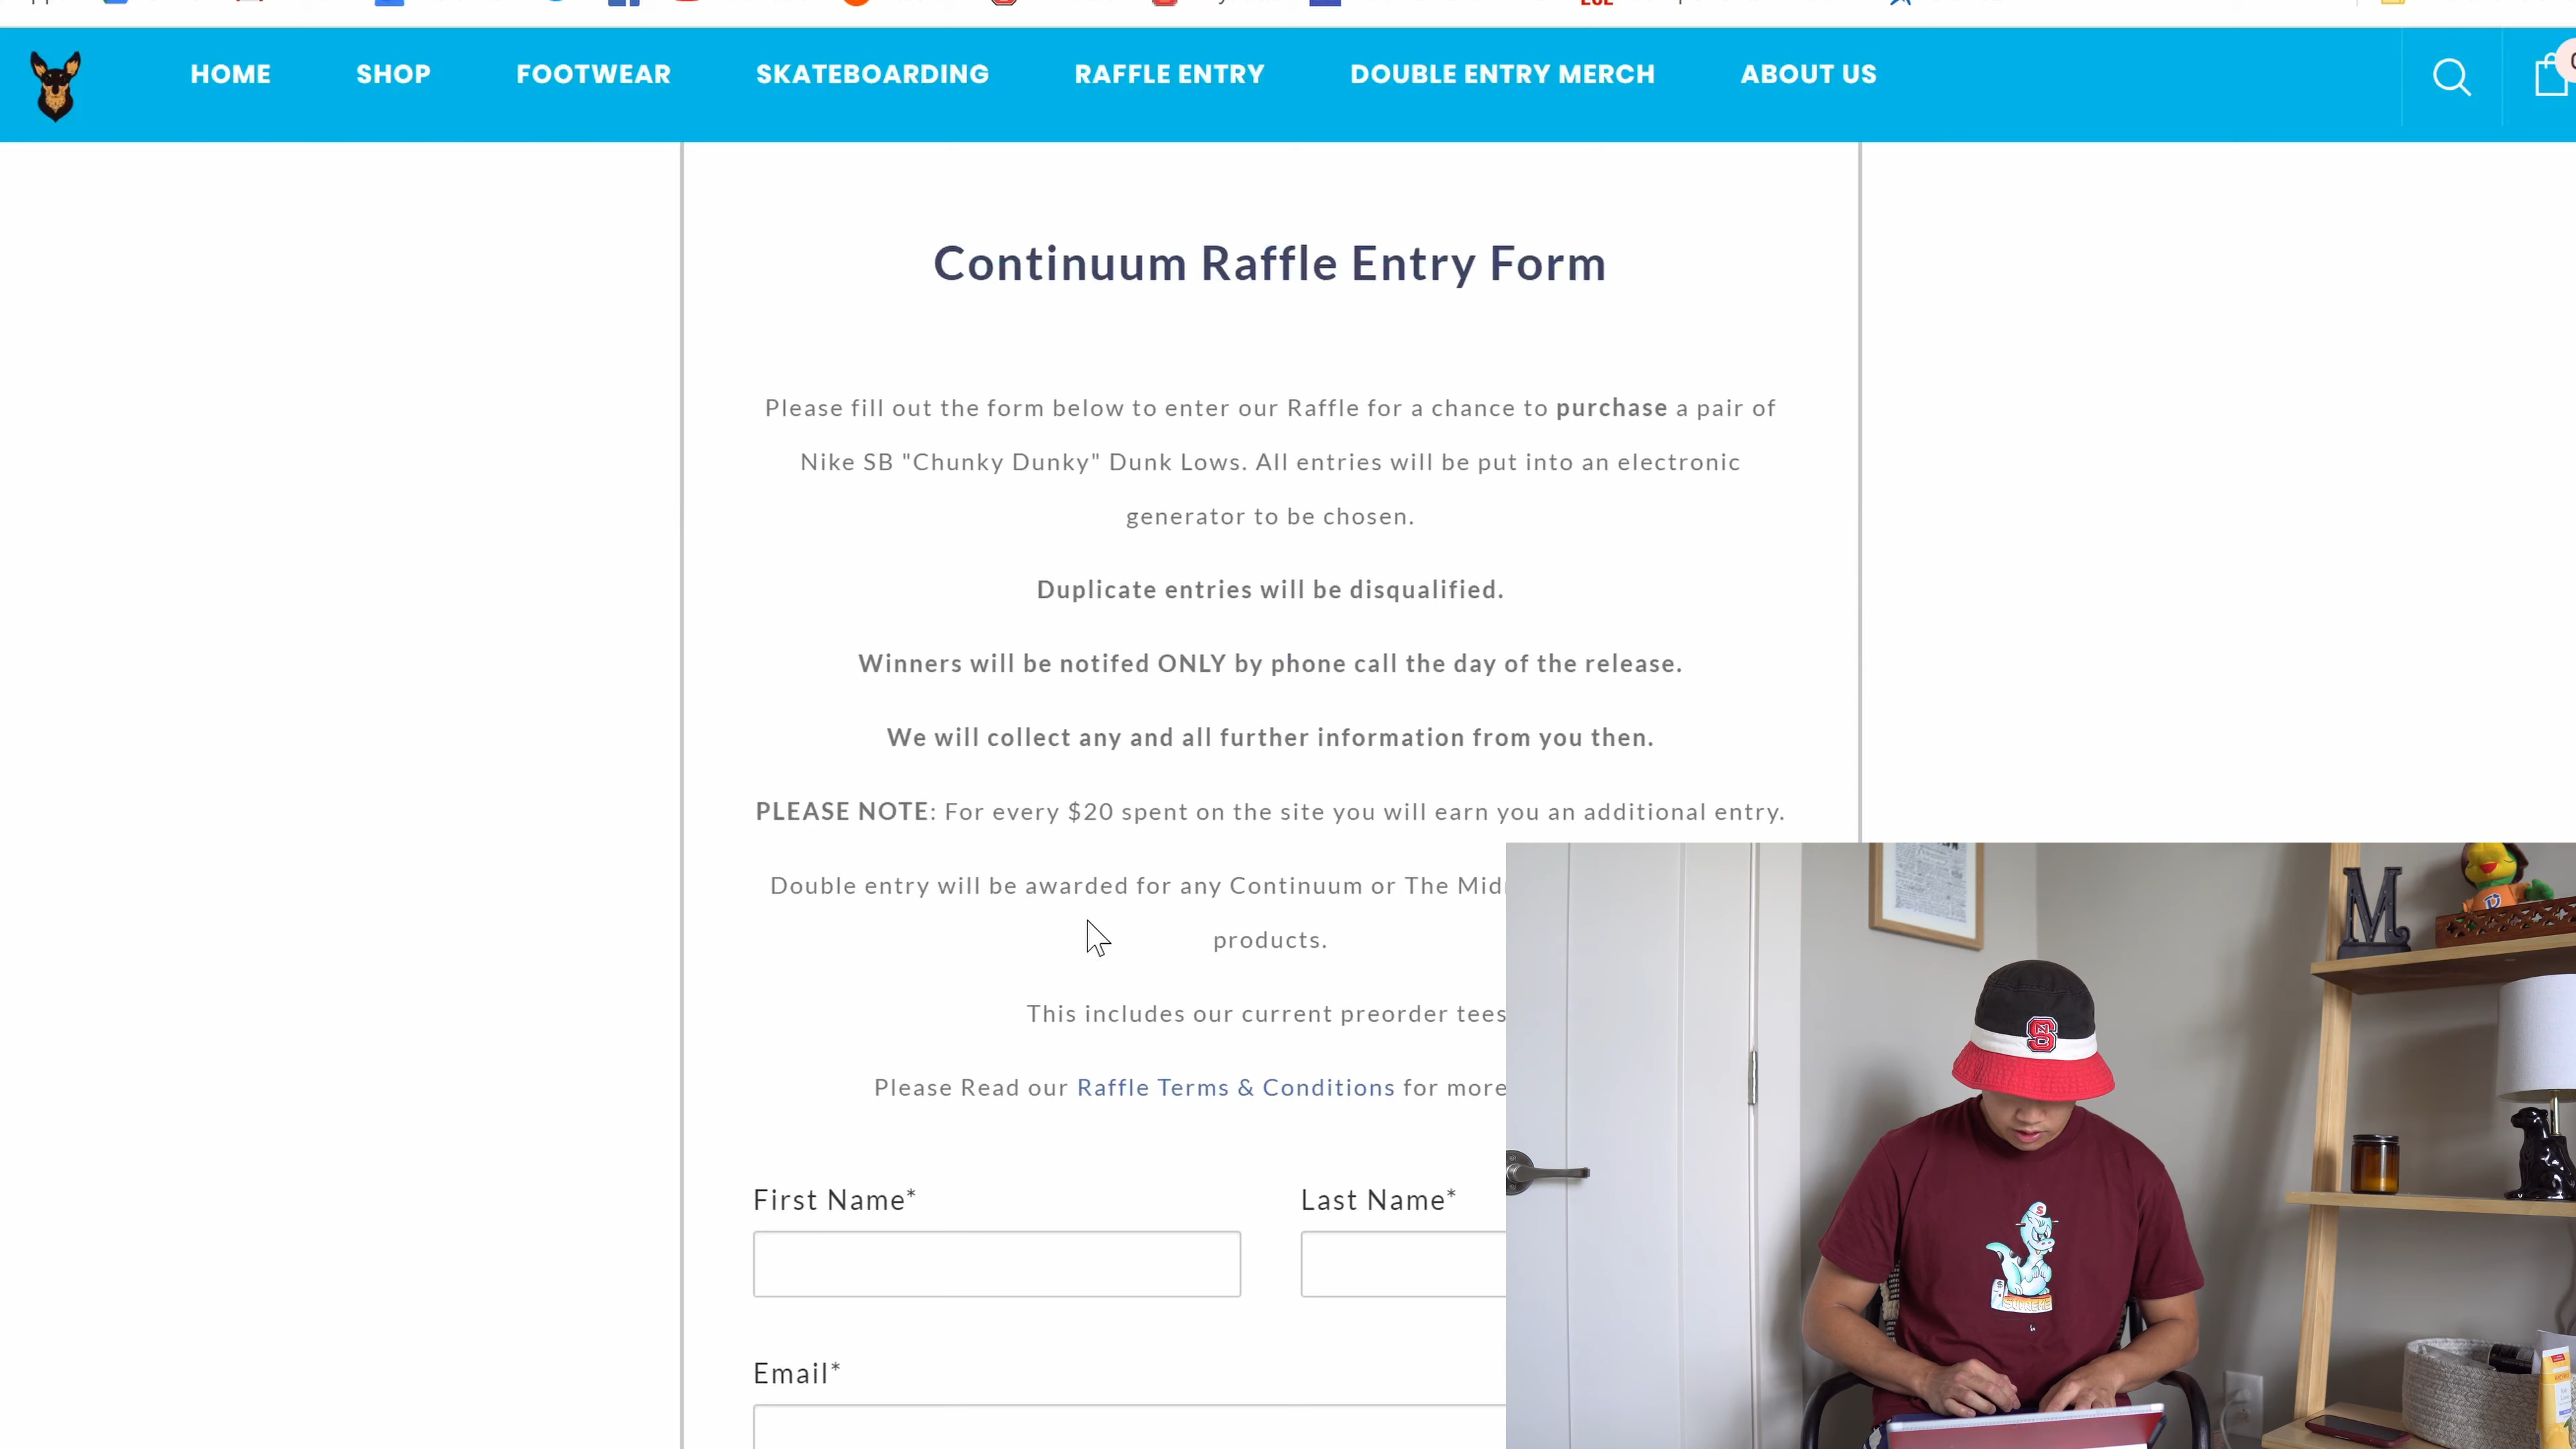 HOME SHOP FOOTWEAR SKATEBOARDING RAFFLE ENTRY DOUBLE ENTRY MERCH ABOUT US
Continuum Raffle Entry Form
Please fill out the form below to enter our Raffle for a chance to purchase a pair of
Nike SB "Chunky Dunky" Dunk Lows. All entries will be put into an electronic
generator to be chosen.
Duplicate entries will be disqualified.
Winners will be notifed ONLY by phone call the day of the release.
We will collect any and all further information from you then.
PLEASE NOTE: For every $20 spent on the site you will earn you an additional entry.
Double entry will be awarded for any Continuum or The
products.
This includes our current preorder tees
Please Read our Raffle Terms & Conditions for more
First Name* Last Name*
Email*
M
NS
SUPREME